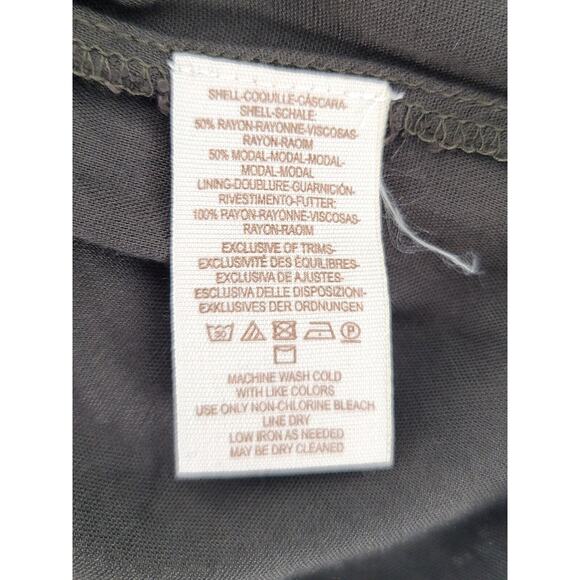 SHELL-COQUILLE-CÁSCARA-
SHELL-SCHALE:
50% RAYON-RAYONNE-VISCOSAS-
RAYON-RAOIM
50% MODAL-MODAL-MODAL-
MODAL-MODAL
LINING-DOUBLURE-GUARNICIÓN-
RIVESTIMENTO-FUTTER:
100% RAYON-RAYONNE-VISCOSAS-
RAYON-RAOIM
EXCLUSIVE OF TRIMS-
EXCLUSIVITÉ DES ÉQUILIBRES-
EXCLUSIVA DE AJUSTES-
ESCLUSIVA DELLE DISPOSIZIONI-
EXKLUSIVES DER ORDNUNGEN
30 P
MACHINE WASH COLD
WITH LIKE COLORS
USE ONLY NON-CHLORINE BLEACH
LINE DRY
LOW IRON AS NEEDED
MAY BE DRY CLEANED